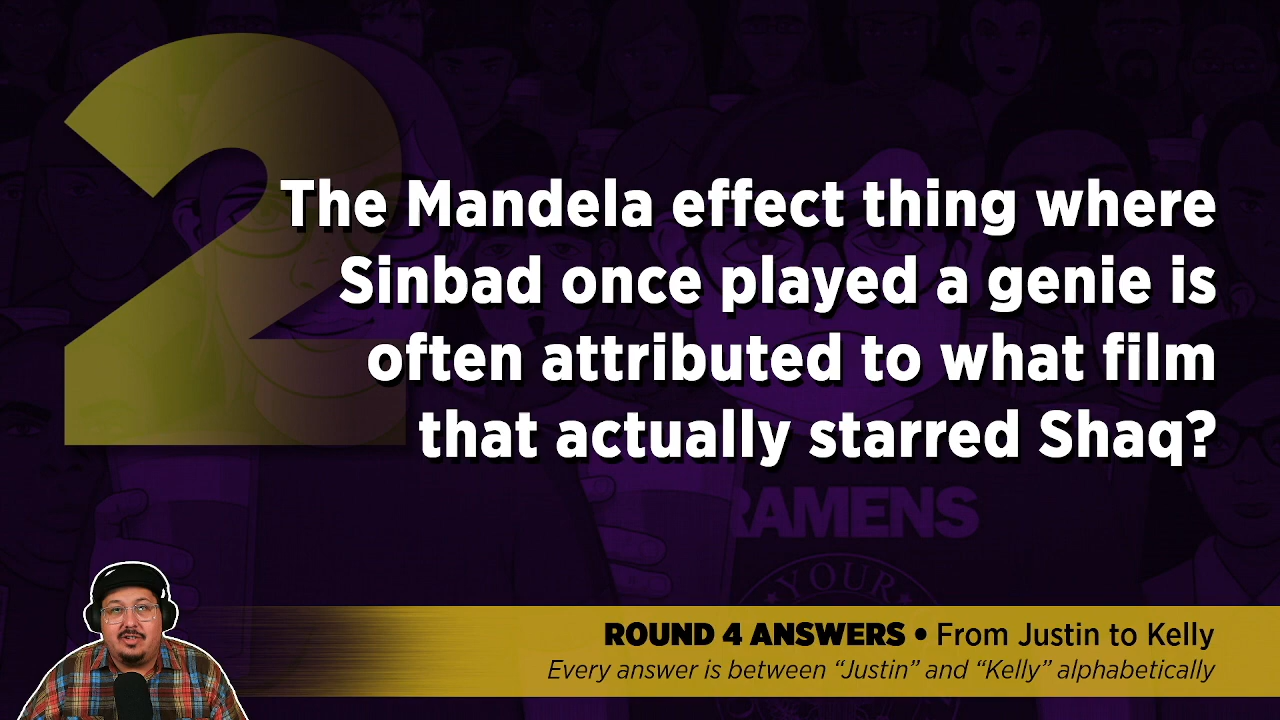 2
The Mandela effect thing where
Sinbad once played a genie is
often attributed to what film
that actually starred Shaq?
RAMENS
YOUR
ROUND 4 ANSWERS • From Justin to Kelly
Every answer is between “Justin” and “Kelly” alphabetically